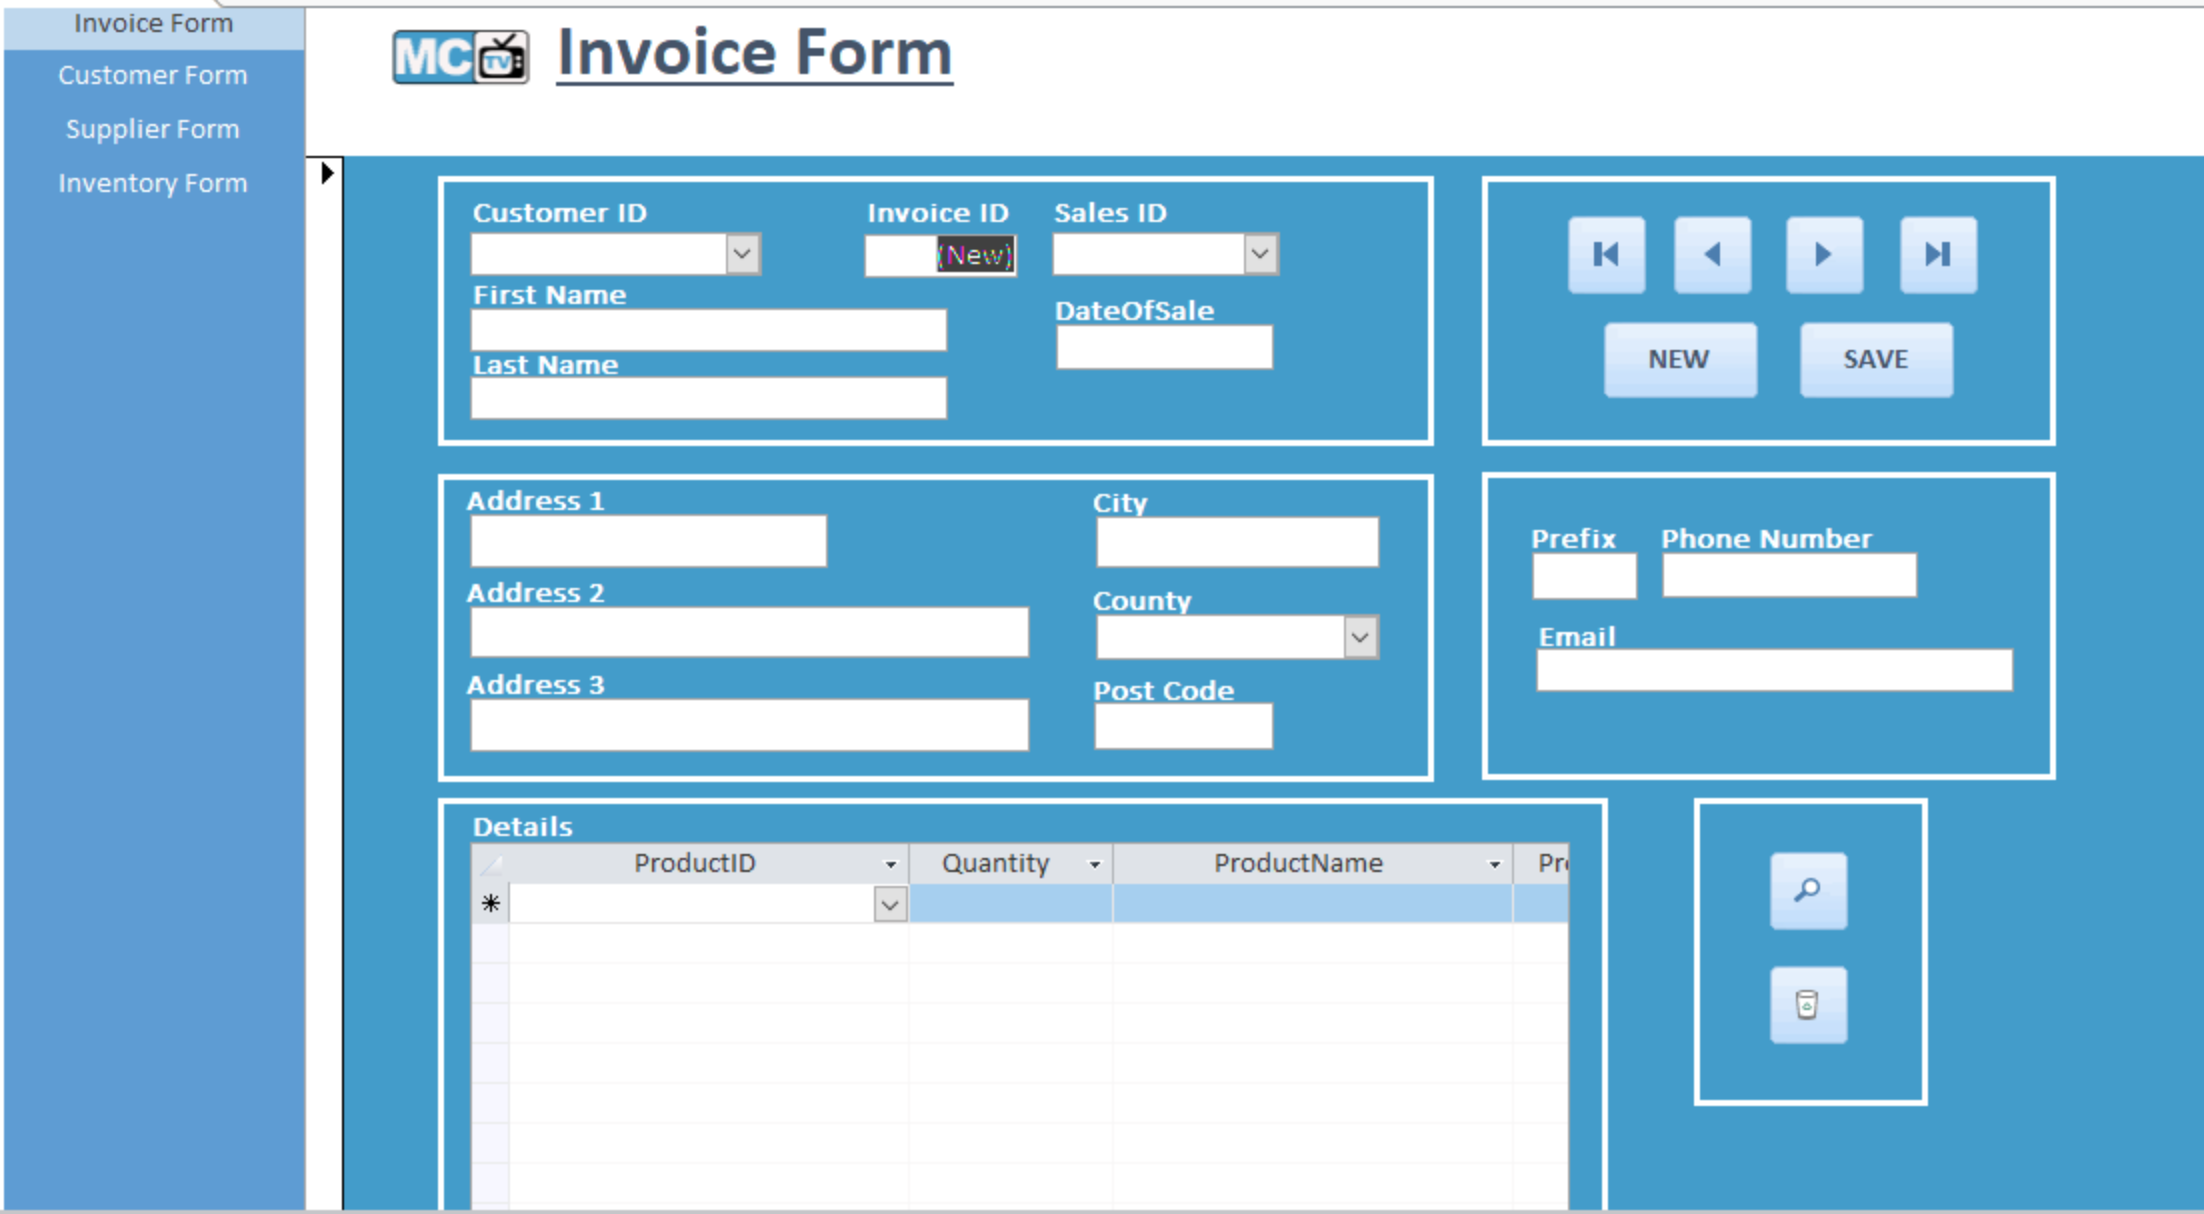 Invoice Form
Customer Form
Supplier Form
Inventory Form
MC TV Invoice Form
Customer ID Invoice ID Sales ID
(New)
First Name
DateOfSale
Last Name
NEW SAVE
Address 1 City
Address 2 County
Address 3 Post Code
Prefix Phone Number
Email
Details
ProductID Quantity ProductName